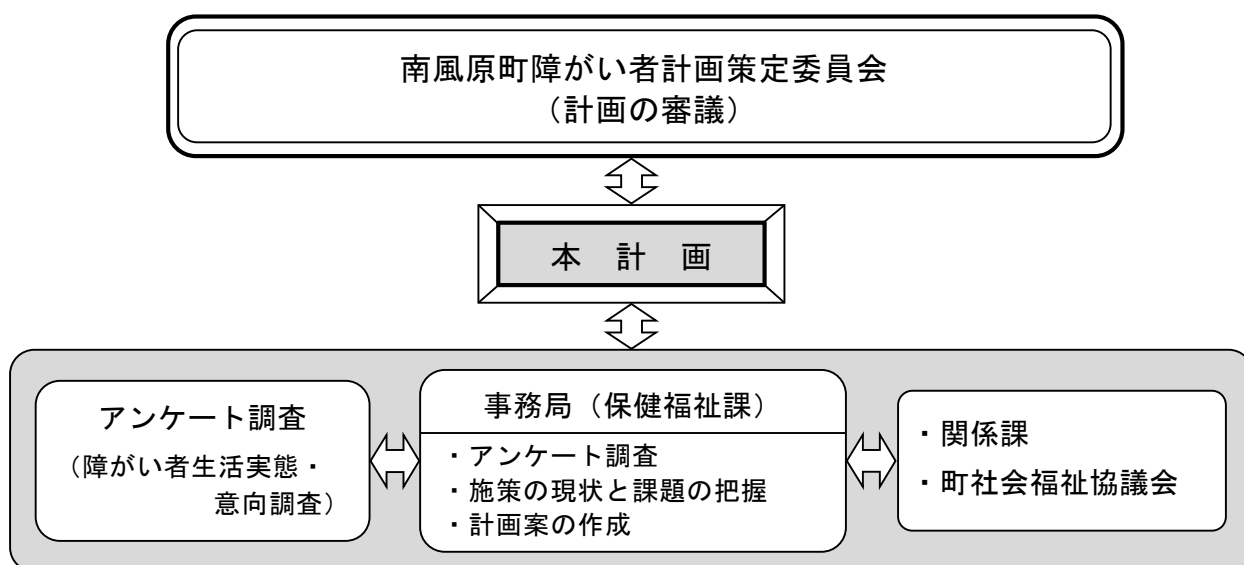 南風原町障がい者計画策定委員会
（計画の審議）
本 計 画
アンケート調査
（障がい者生活実態・
意向調査）
事務局（保健福祉課）
・アンケート調査
・施策の現状と課題の把握
・計画案の作成
・関係課
・町社会福祉協議会